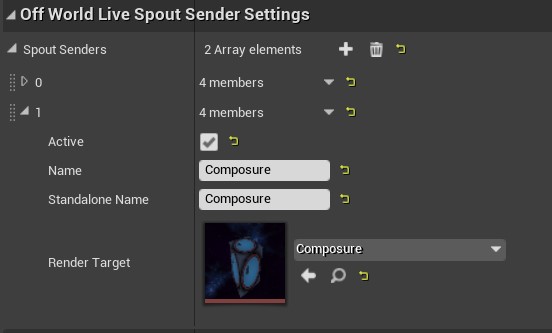 Off World Live Spout Sender Settings
Spout Senders 2 Array elements
0 4 members
1 4 members
Active
Name Composure
Standalone Name Composure
Render Target Composure